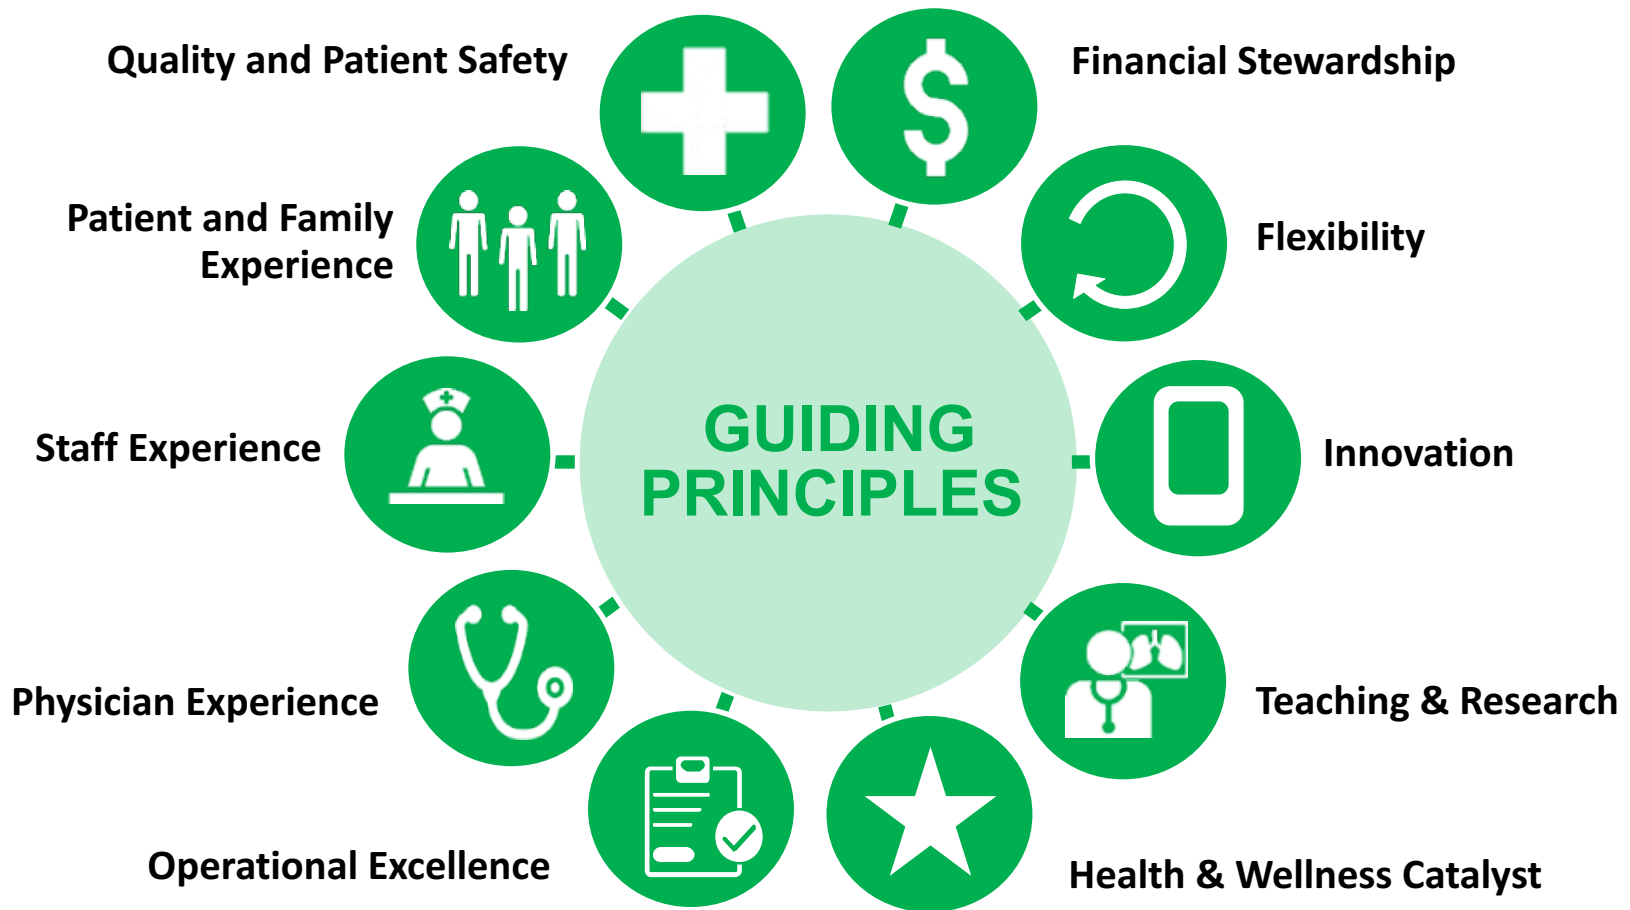 Quality and Patient Safety
Financial Stewardship
Patient and Family
Experience
Flexibility
Staff Experience
GUIDING
PRINCIPLES
Innovation
Physician Experience
Teaching & Research
Operational Excellence
Health & Wellness Catalyst